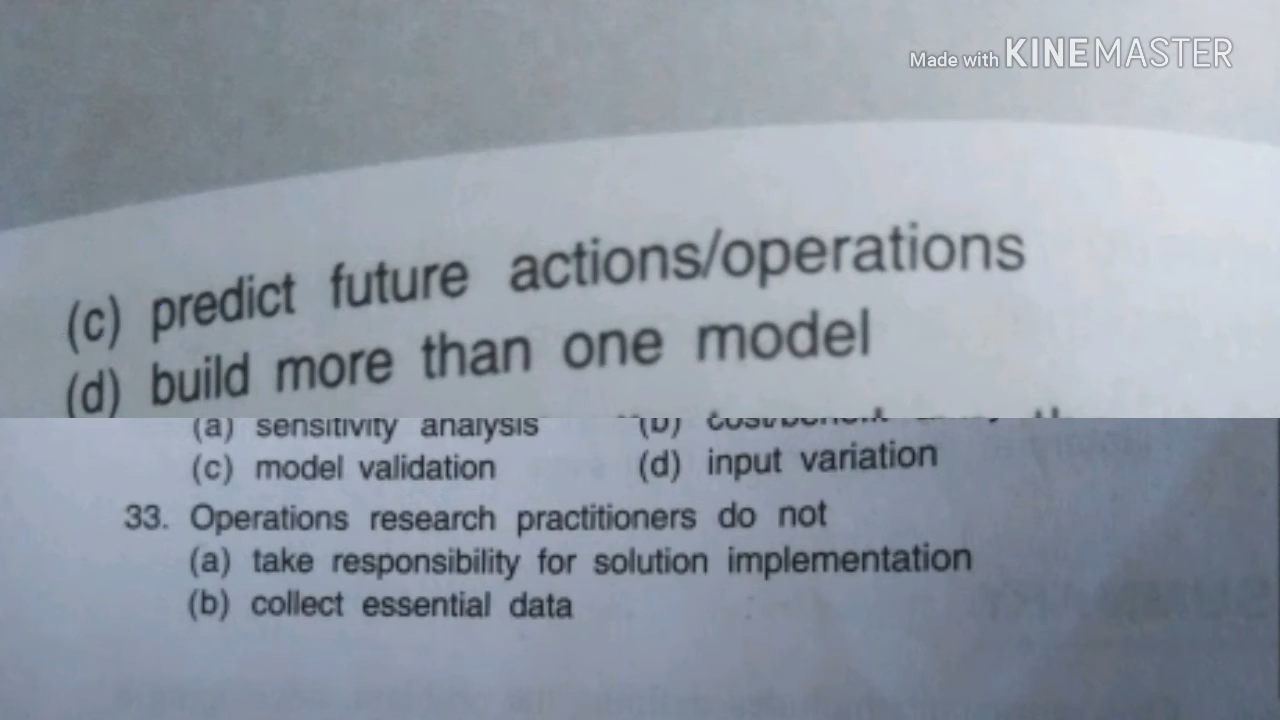 Made with KINEMASTER
(c) predict future actions/operations
(d) build more than one model
(a) sensitivity analysis (b)
(c) model validation (d) input variation
33. Operations research practitioners do not
(a) take responsibility for solution implementation
(b) collect essential data